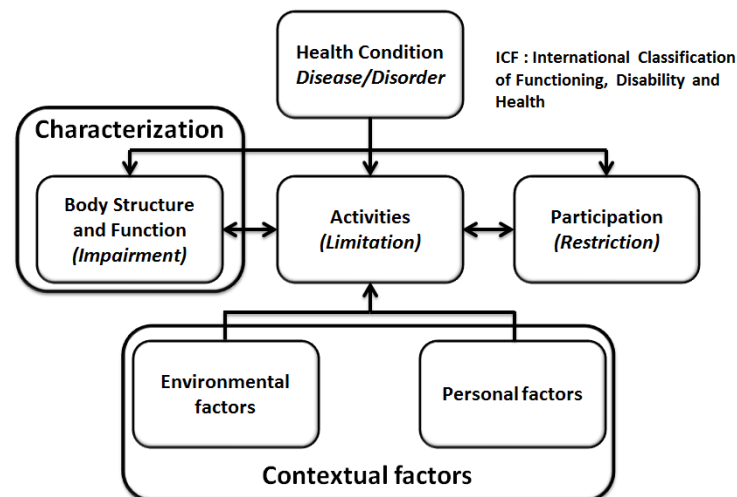 Health Condition
Disease/Disorder
ICF : International Classification
of Functioning, Disability and
Health
Characterization
Body Structure
and Function
(Impairment)
Activities
(Limitation)
Participation
(Restriction)
Environmental
factors
Personal factors
Contextual factors